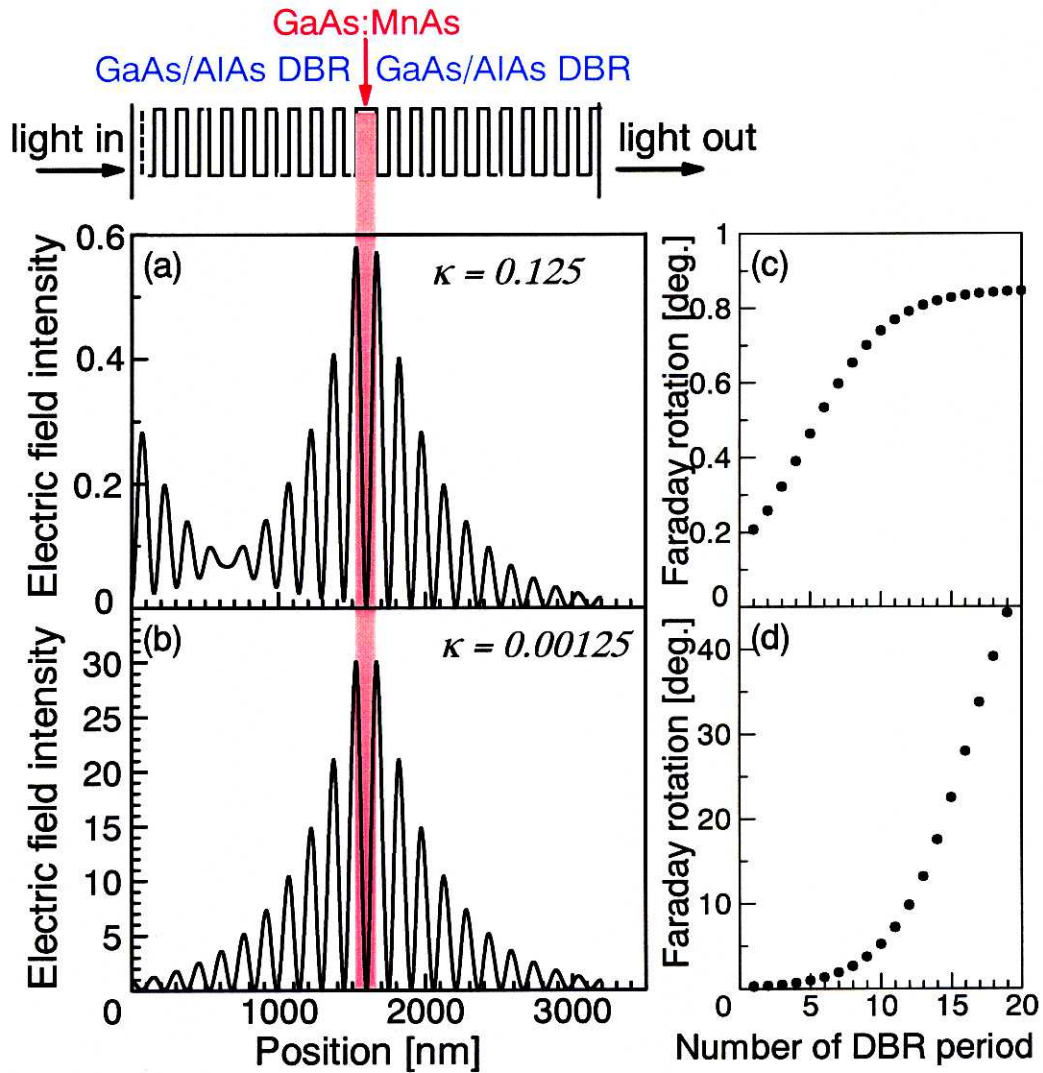 GaAs:MnAs
GaAs/AlAs DBR GaAs/AlAs DBR
light in
light out
(a)
κ = 0.125
Electric field intensity
0.6
0.4
0.2
0
(b)
κ = 0.00125
Electric field intensity
30
25
20
15
10
5
0 1000 2000 3000
Position [nm]
(c)
Faraday rotation [deg.]
1
0.8
0.6
0.4
0.2
0
(d)
Faraday rotation [deg.]
40
30
20
10
0 5 10 15 20
Number of DBR period